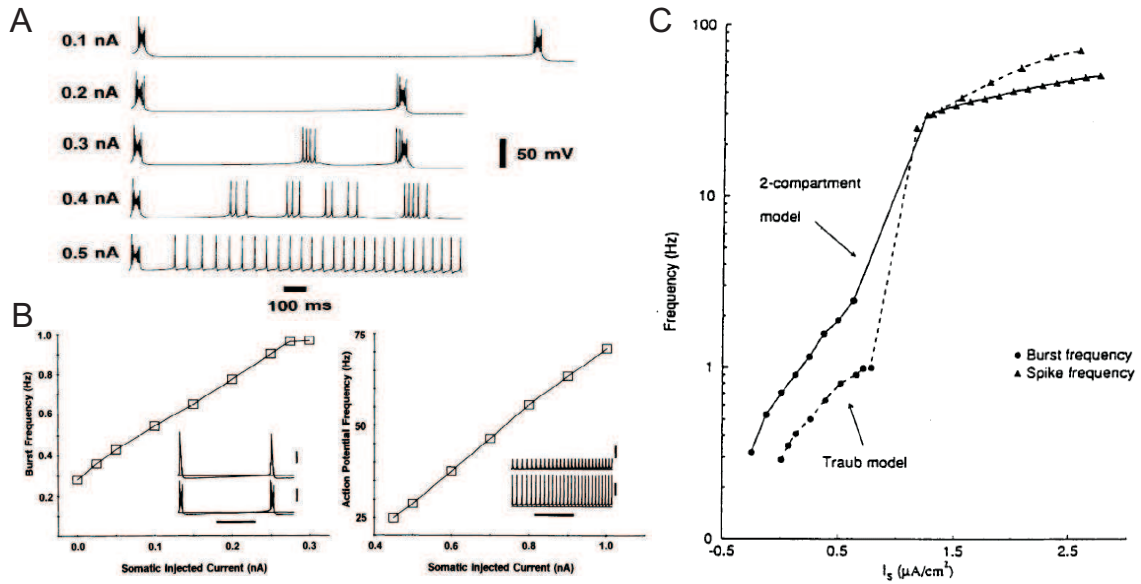 A
0.1 nA
0.2 nA
0.3 nA
50 mV
0.4 nA
0.5 nA
100 ms
B
Burst Frequency (Hz)
1.0
0.8
0.6
0.4
0.2
0.0
0.1
0.2
0.3
Somatic Injected Current (nA)
Action Potential Frequency (Hz)
75
50
25
0.4
0.6
0.8
1.0
Somatic Injected Current (nA)
C
Frequency (Hz)
100
10
1
0
-0.5
0.5
1.5
2.5
I_s (μA/cm²)
2-compartment
model
Burst frequency
Spike frequency
Traub model